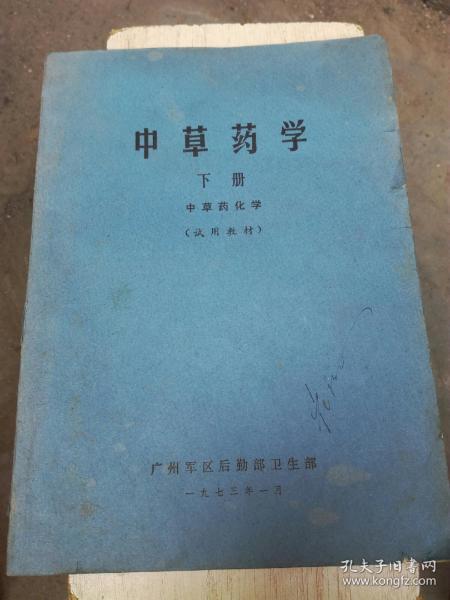 中草药学
下册
中草药化学
（试用教材）
广州军区后勤部卫生部
一九七三年一月
孔夫子旧书网
www.kongfz.com